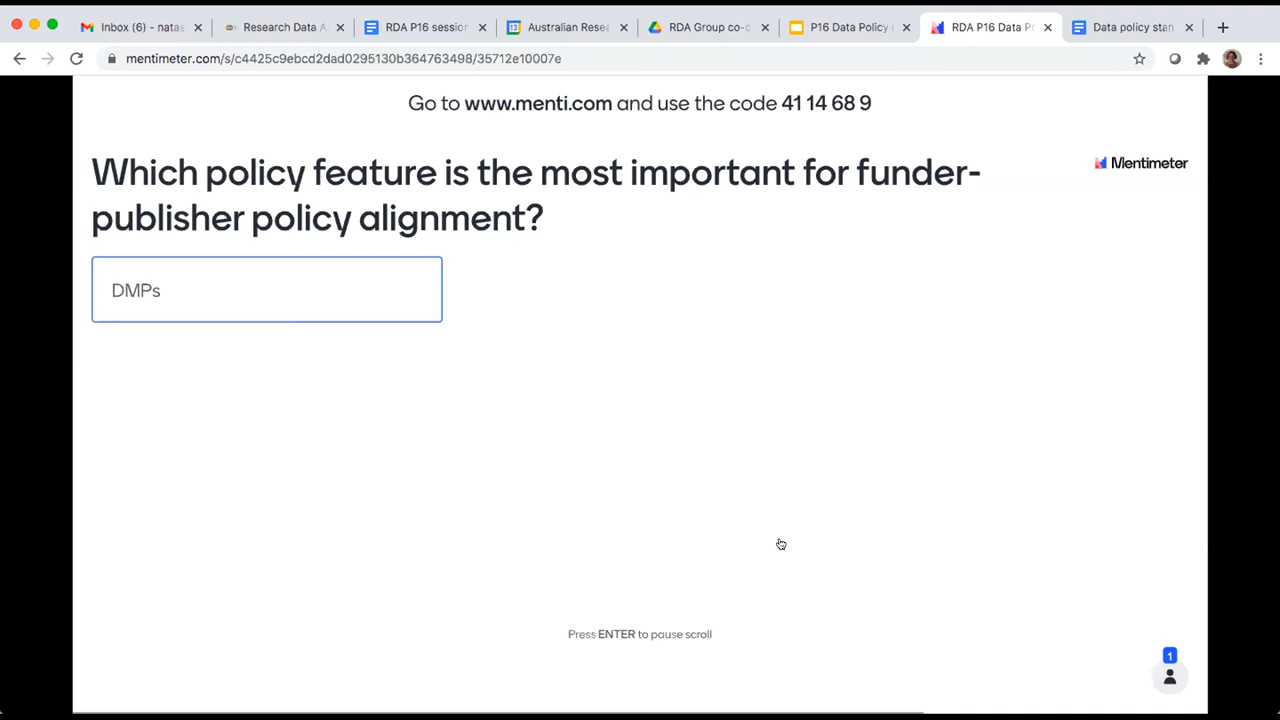 Inbox (6) - natas
Research Data A
RDA P16 session
Australian Resea
RDA Group co-c
P16 Data Policy
RDA P16 Data Po
Data policy stan
mentimeter.com/s/c4425c9ebcd2dad0295130b364763498/35712e10007e
Go to www.menti.com and use the code 41 14 68 9
Which policy feature is the most important for funder-
publisher policy alignment?
Mentimeter
DMPs
Press ENTER to pause scroll
1